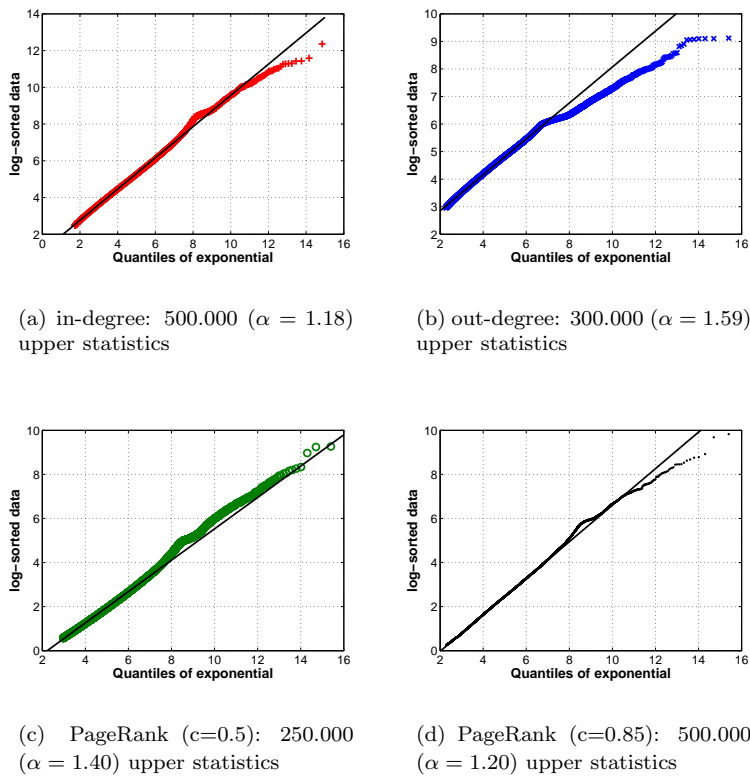 14
12
10
8
6
4
2
0 2 4 6 8 10 12 14 16
log−sorted data
Quantiles of exponential
(a) in-degree: 500.000 (α = 1.18)
upper statistics
10
9
8
7
6
5
4
3
2
2 4 6 8 10 12 14 16
log−sorted data
Quantiles of exponential
(b) out-degree: 300.000 (α = 1.59)
upper statistics
10
8
6
4
2
0
2 4 6 8 10 12 14 16
log−sorted data
Quantiles of exponential
(c) PageRank (c=0.5): 250.000
(α = 1.40) upper statistics
10
8
6
4
2
0
2 4 6 8 10 12 14 16
log−sorted data
Quantiles of exponential
(d) PageRank (c=0.85): 500.000
(α = 1.20) upper statistics